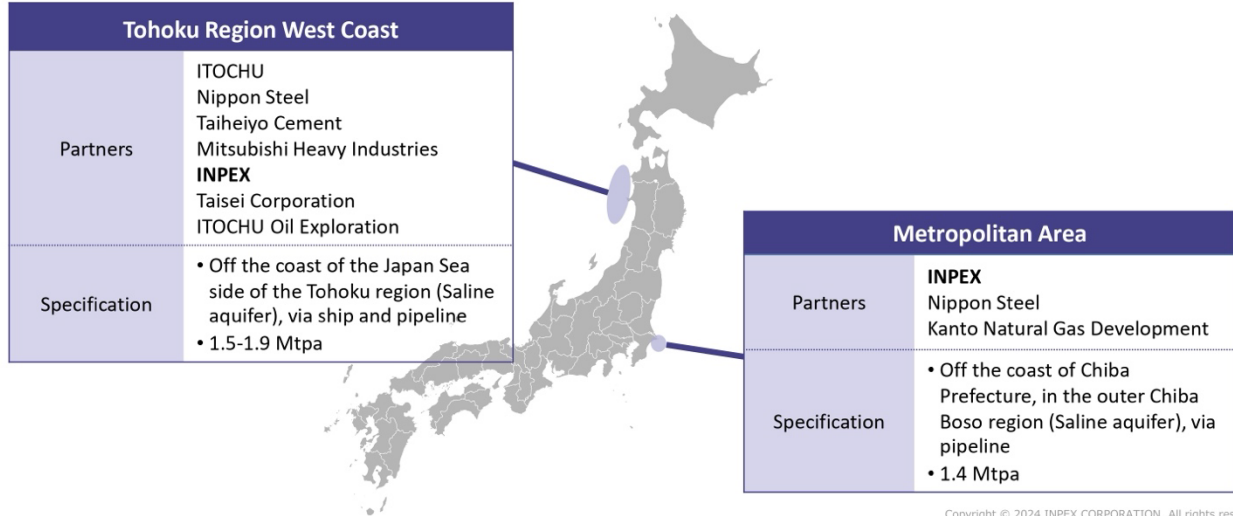 Tohoku Region West Coast
Partners
ITOCHU
Nippon Steel
Taiheiyo Cement
Mitsubishi Heavy Industries
INPEX
Taisei Corporation
ITOCHU Oil Exploration
Specification
• Off the coast of the Japan Sea
side of the Tohoku region (Saline
aquifer), via ship and pipeline
• 1.5-1.9 Mtpa
Metropolitan Area
Partners
INPEX
Nippon Steel
Kanto Natural Gas Development
Specification
• Off the coast of Chiba
Prefecture, in the outer Chiba
Boso region (Saline aquifer), via
pipeline
• 1.4 Mtpa
Copyright © 2024 INPEX CORPORATION. All rights